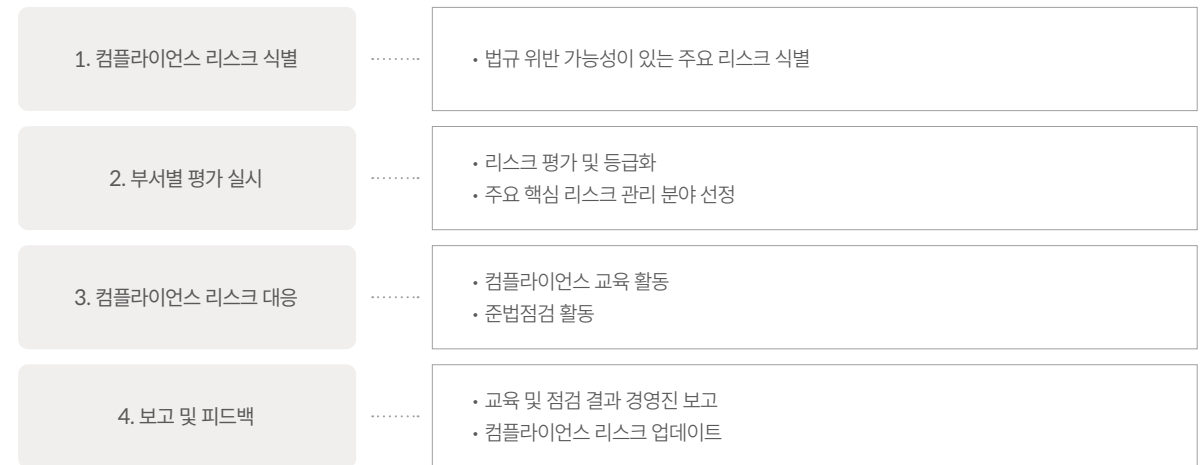 1. 컴플라이언스 리스크 식별
• 법규 위반 가능성이 있는 주요 리스크 식별
2. 부서별 평가 실시
• 리스크 평가 및 등급화
• 주요 핵심 리스크 관리 분야 선정
3. 컴플라이언스 리스크 대응
• 컴플라이언스 교육 활동
• 준법점검 활동
4. 보고 및 피드백
• 교육 및 점검 결과 경영진 보고
• 컴플라이언스 리스크 업데이트